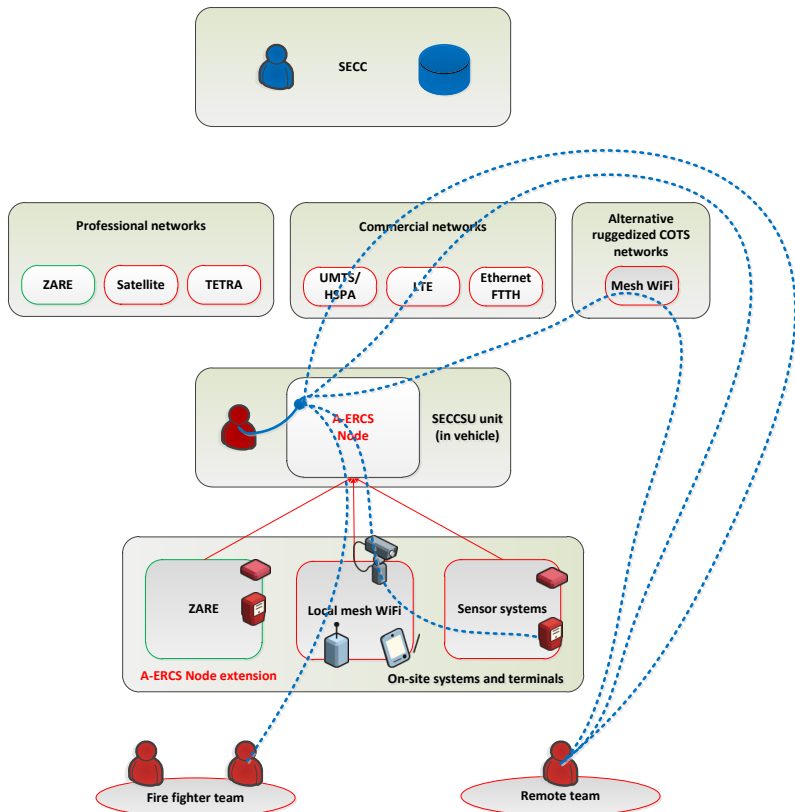 SECC
Professional networks
ZARE
Satellite
TETRA
Commercial networks
UMTS/
HSPA
LTE
Ethernet
FTTH
Alternative
ruggedized COTS
networks
Mesh WiFi
A-ERCS
Node
SECCSU unit
(in vehicle)
ZARE
Local mesh WiFi
Sensor systems
A-ERCS Node extension
On-site systems and terminals
Fire fighter team
Remote team